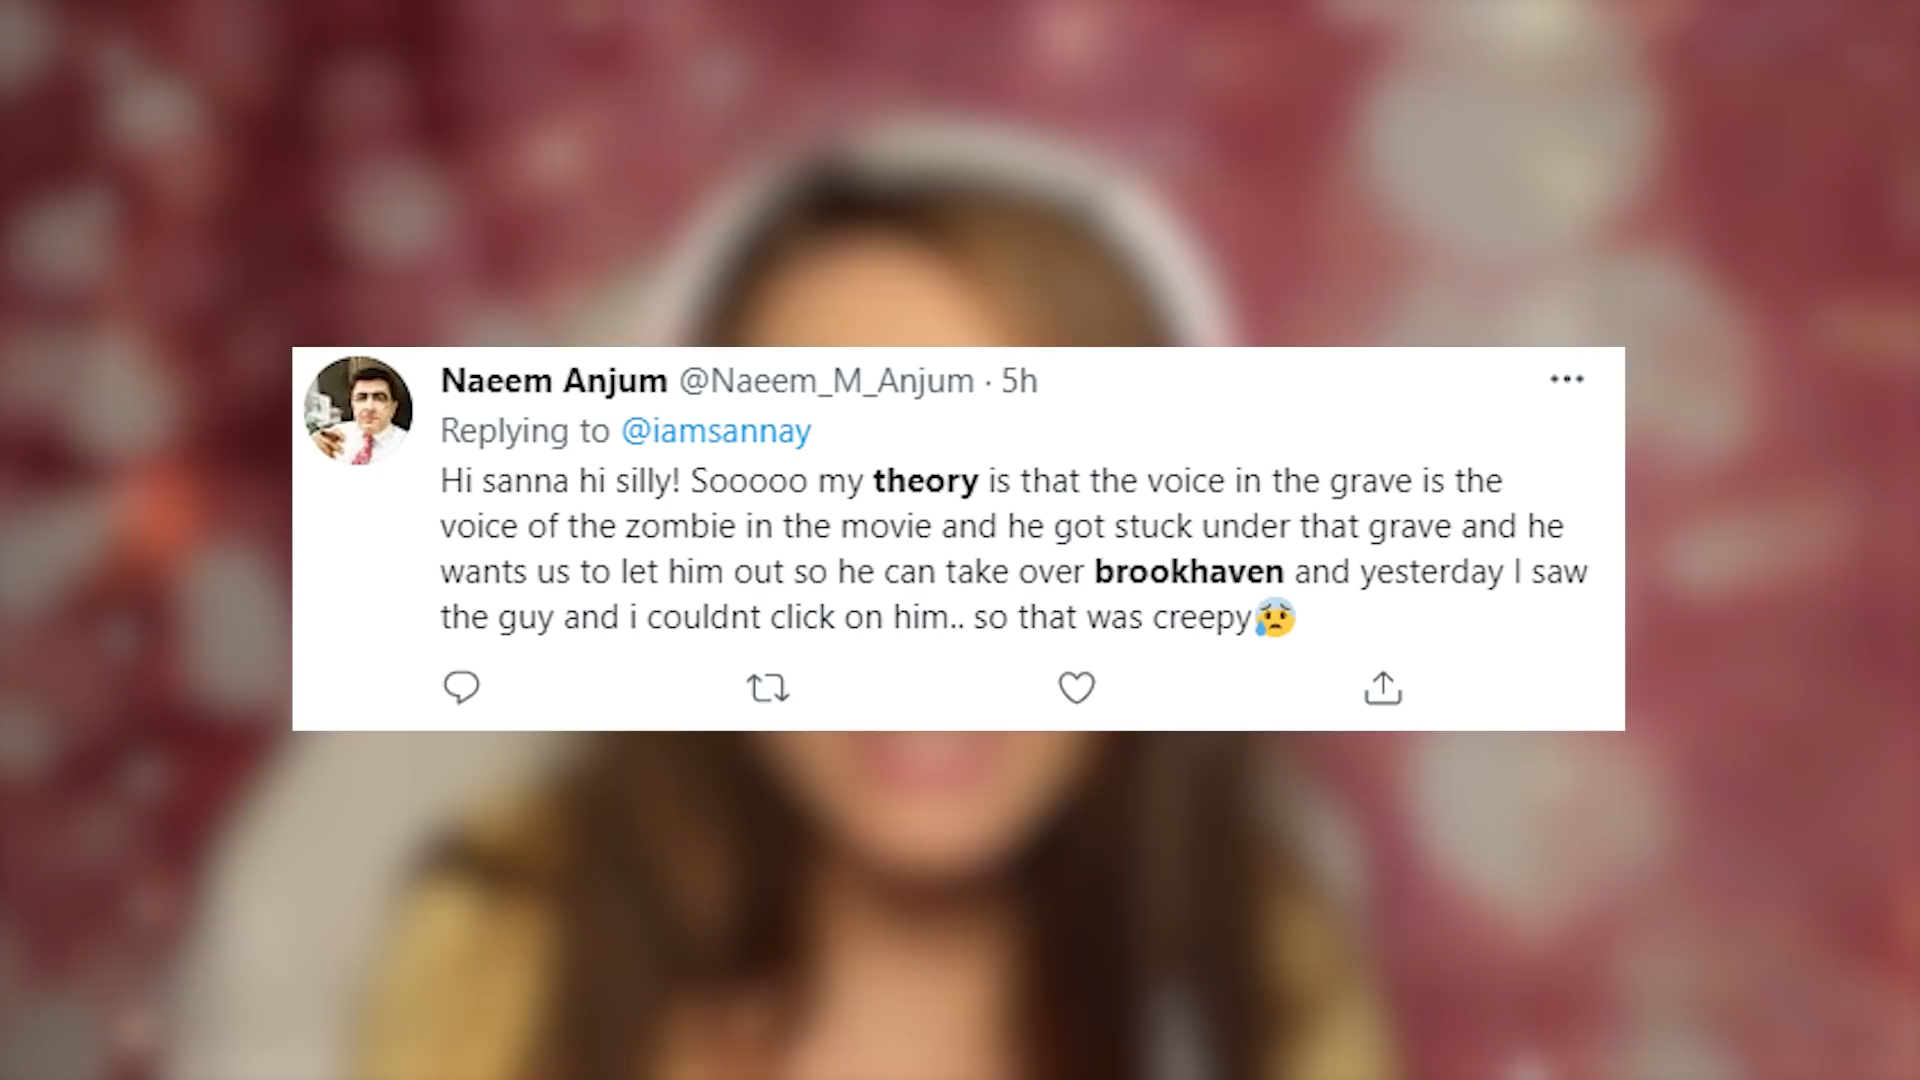 Naeem Anjum @Naeem_M_Anjum · 5h
Replying to @iamsannay
Hi sanna hi silly! Sooooo my theory is that the voice in the grave is the
voice of the zombie in the movie and he got stuck under that grave and he
wants us to let him out so he can take over brookhaven and yesterday I saw
the guy and i couldnt click on him.. so that was creepy😰